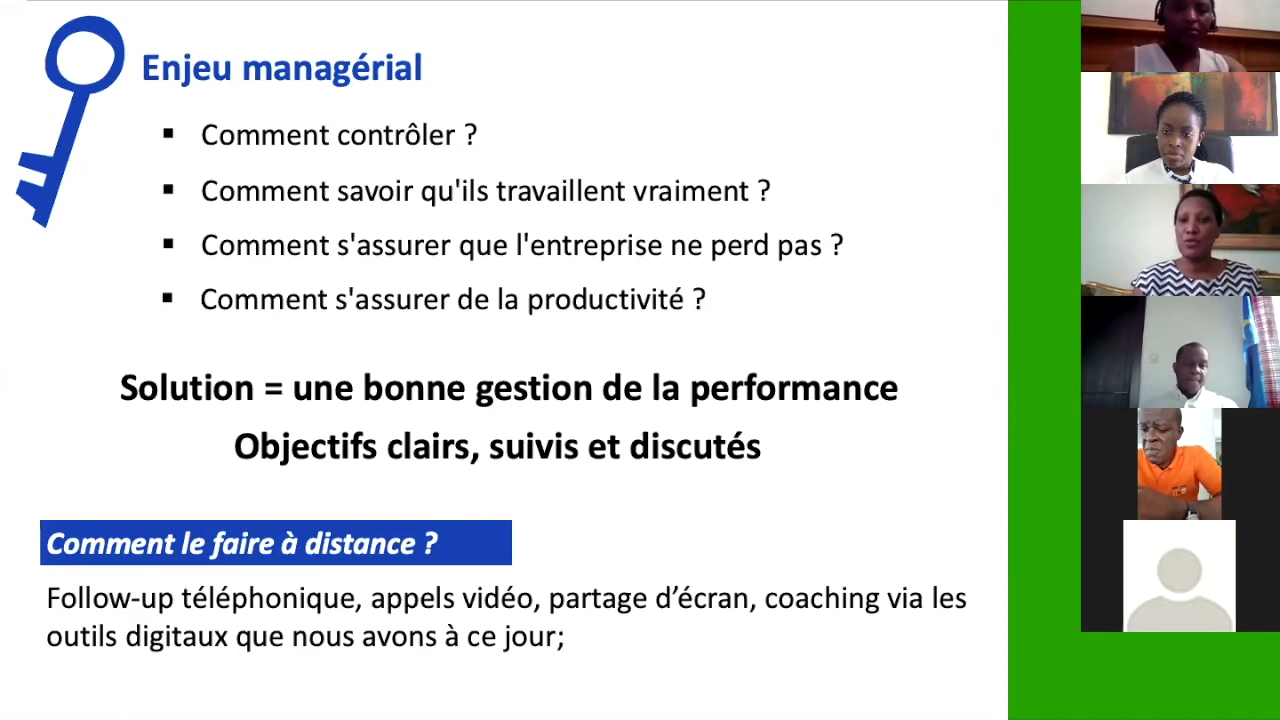 Enjeu managérial
▪ Comment contrôler ?
▪ Comment savoir qu'ils travaillent vraiment ?
▪ Comment s'assurer que l'entreprise ne perd pas ?
▪ Comment s'assurer de la productivité ?
Solution = une bonne gestion de la performance
Objectifs clairs, suivis et discutés
Comment le faire à distance ?
Follow-up téléphonique, appels vidéo, partage d’écran, coaching via les
outils digitaux que nous avons à ce jour;